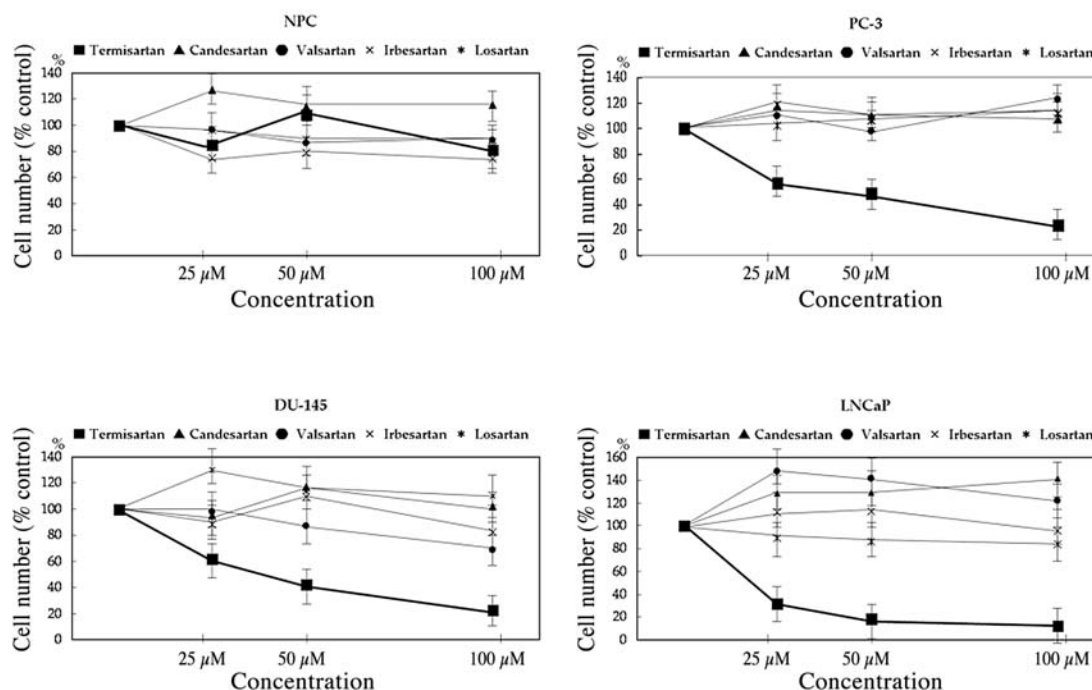 NPC
Termisartan Candesartan Valsartan Irbesartan Losartan
%
Cell number (% control)
140
120
100
80
60
40
20
0
25 µM 50 µM 100 µM
Concentration
PC-3
Termisartan Candesartan Valsartan Irbesartan Losartan
%
Cell number (% control)
140
120
100
80
60
40
20
0
25 µM 50 µM 100 µM
Concentration
DU-145
Termisartan Candesartan Valsartan Irbesartan Losartan
%
Cell number (% control)
140
120
100
80
60
40
20
0
25 µM 50 µM 100 µM
Concentration
LNCaP
Termisartan Candesartan Valsartan Irbesartan Losartan
%
Cell number (% control)
160
140
120
100
80
60
40
20
0
25 µM 50 µM 100 µM
Concentration